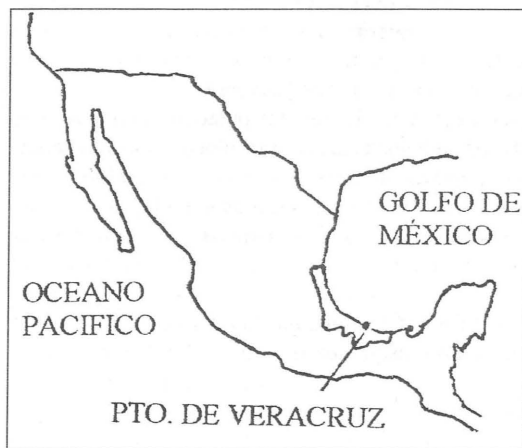 GOLFO DE
MÉXICO
OCEANO
PACIFICO
PTO. DE VERACRUZ